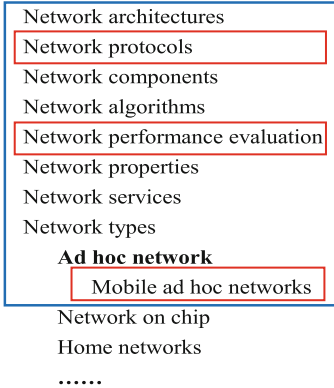 Network architectures
Network protocols
Network components
Network algorithms
Network performance evaluation
Network properties
Network services
Network types
Ad hoc network
Mobile ad hoc networks
Network on chip
Home networks
......